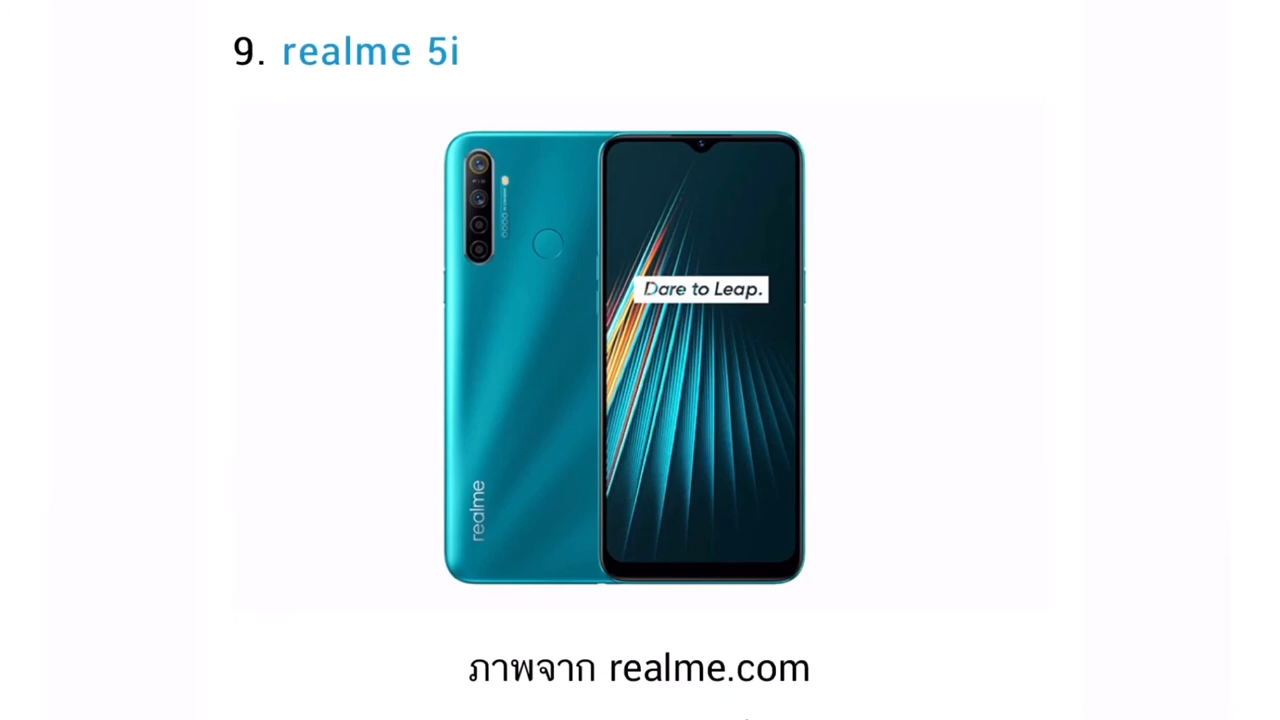 9. realme 5i
Dare to Leap.
realme
ภาพจาก realme.com